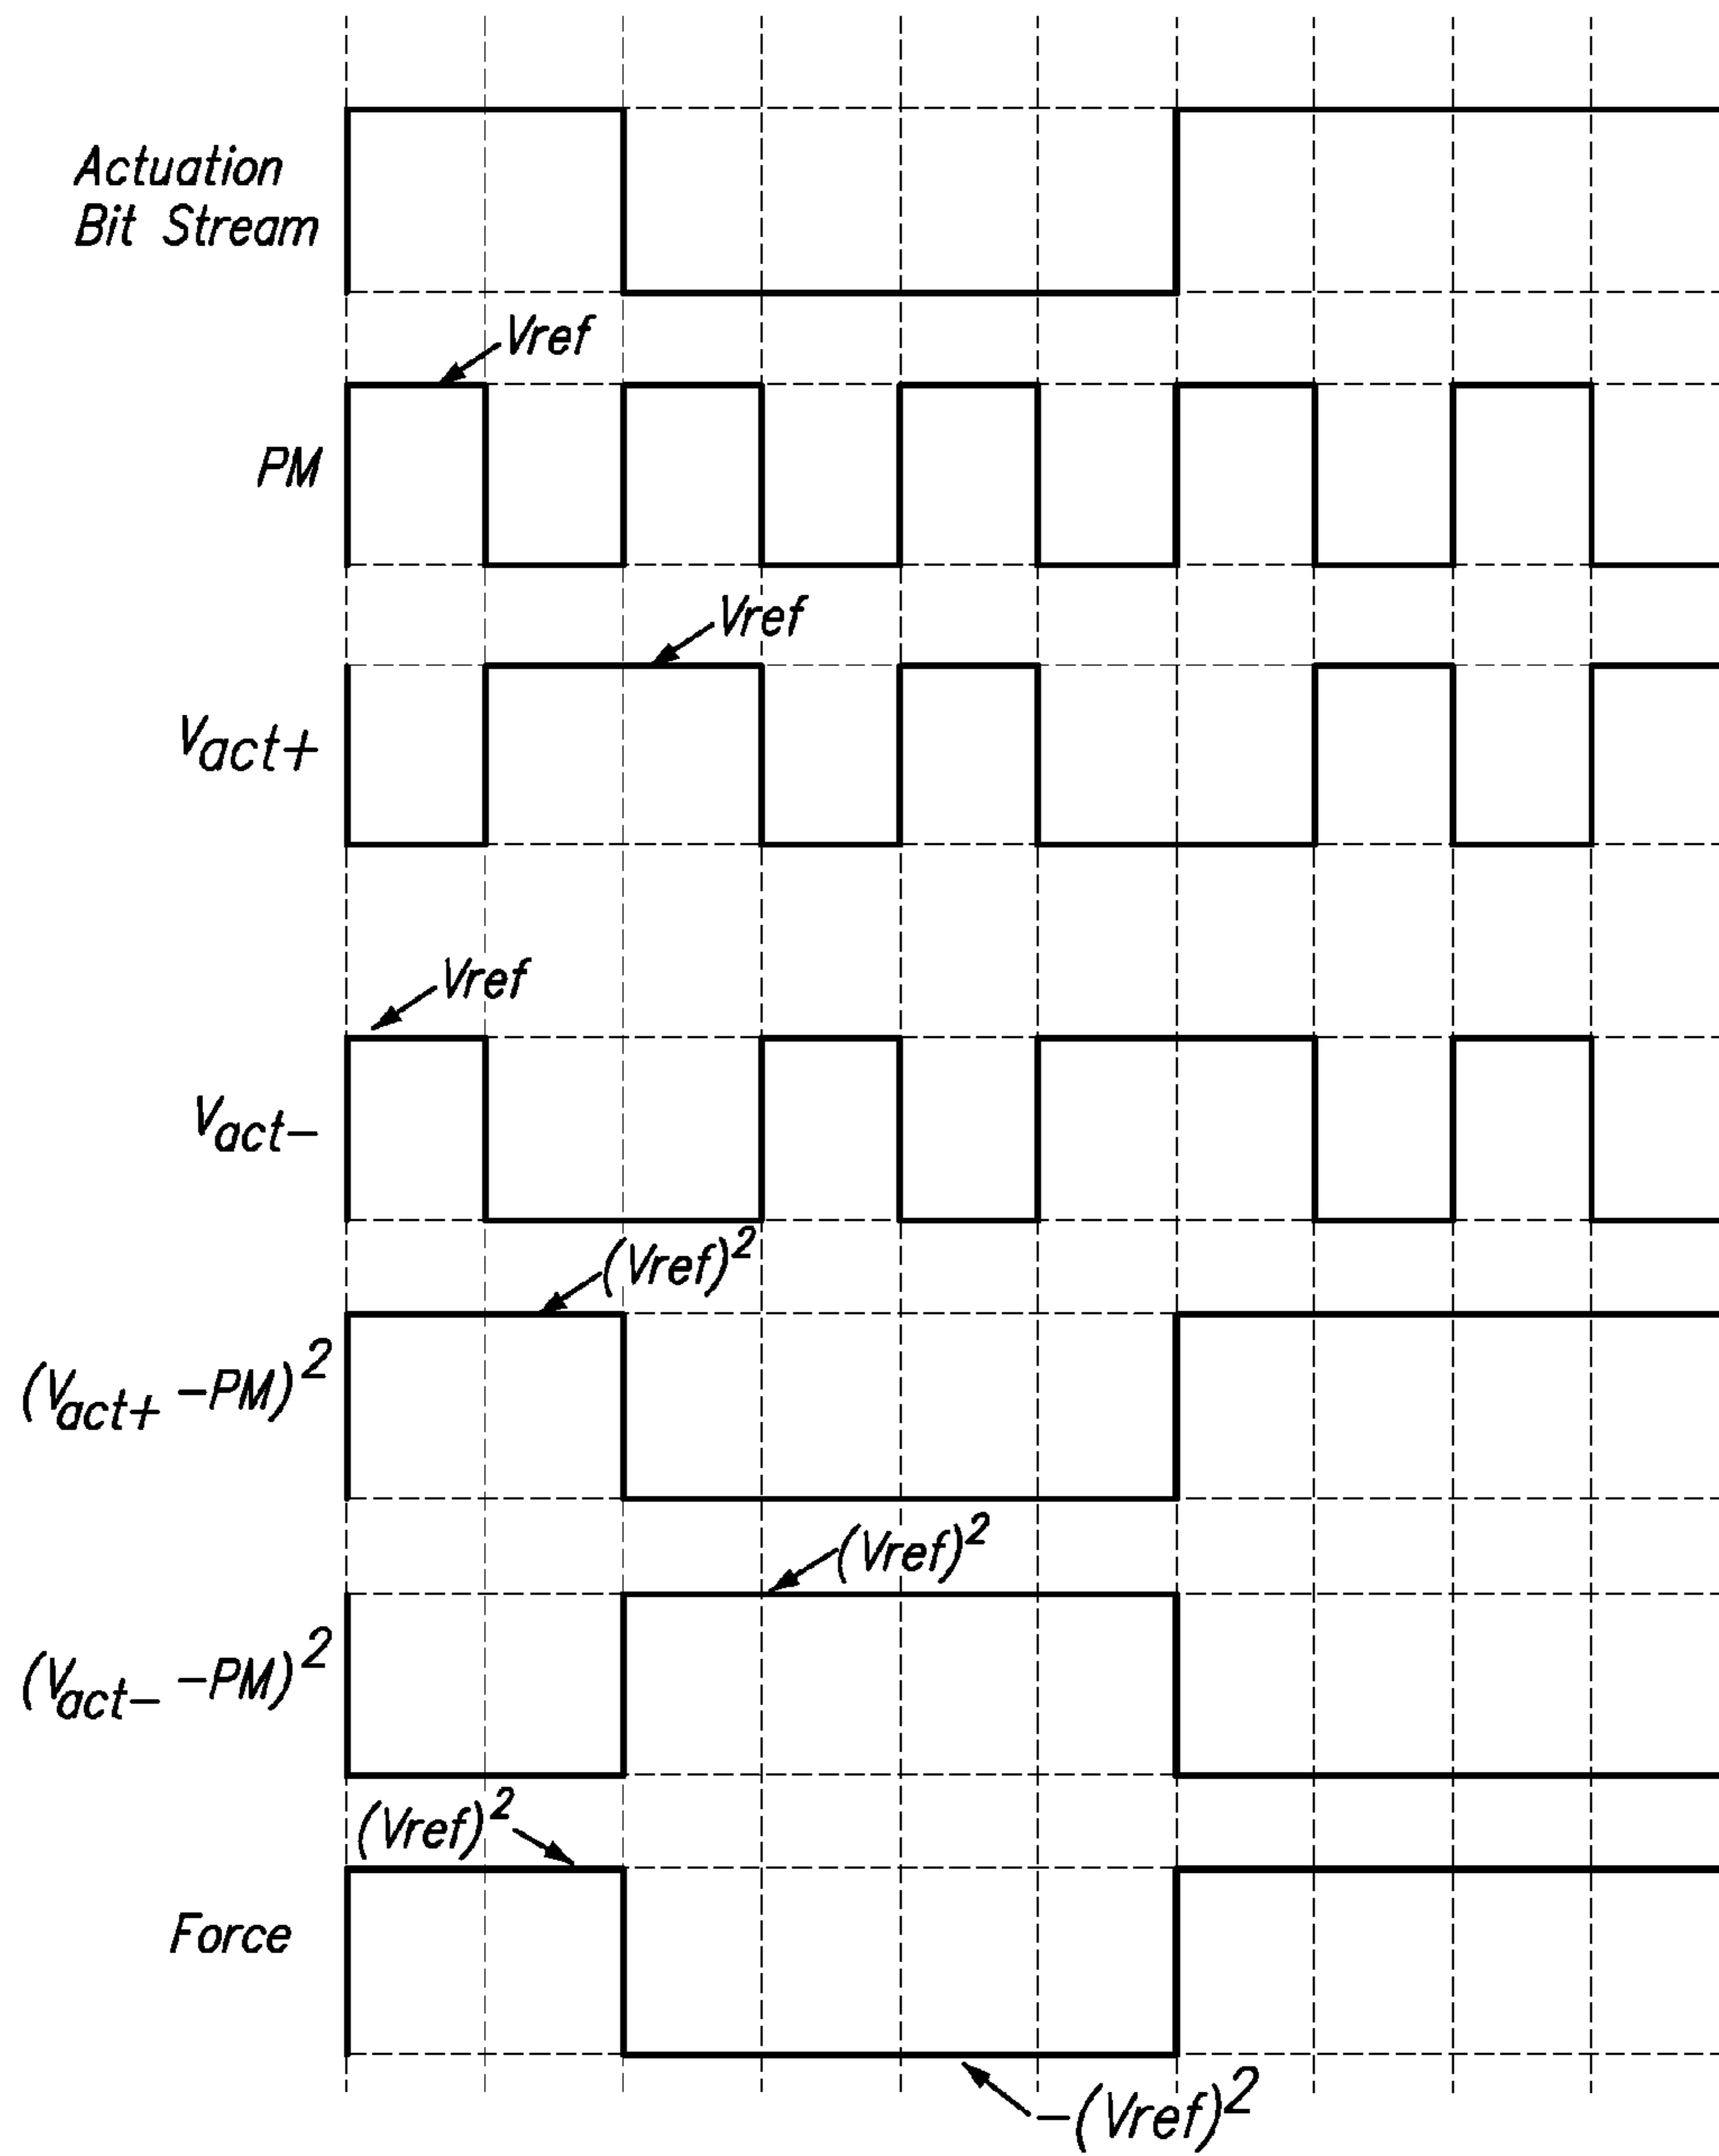 Actuation
Bit Stream
Vref
PM
Vref
Vact+
Vref
Vact−
(Vref)²
(Vact+ −PM)²
(Vref)²
(Vact− −PM)²
(Vref)²
Force
−(Vref)²